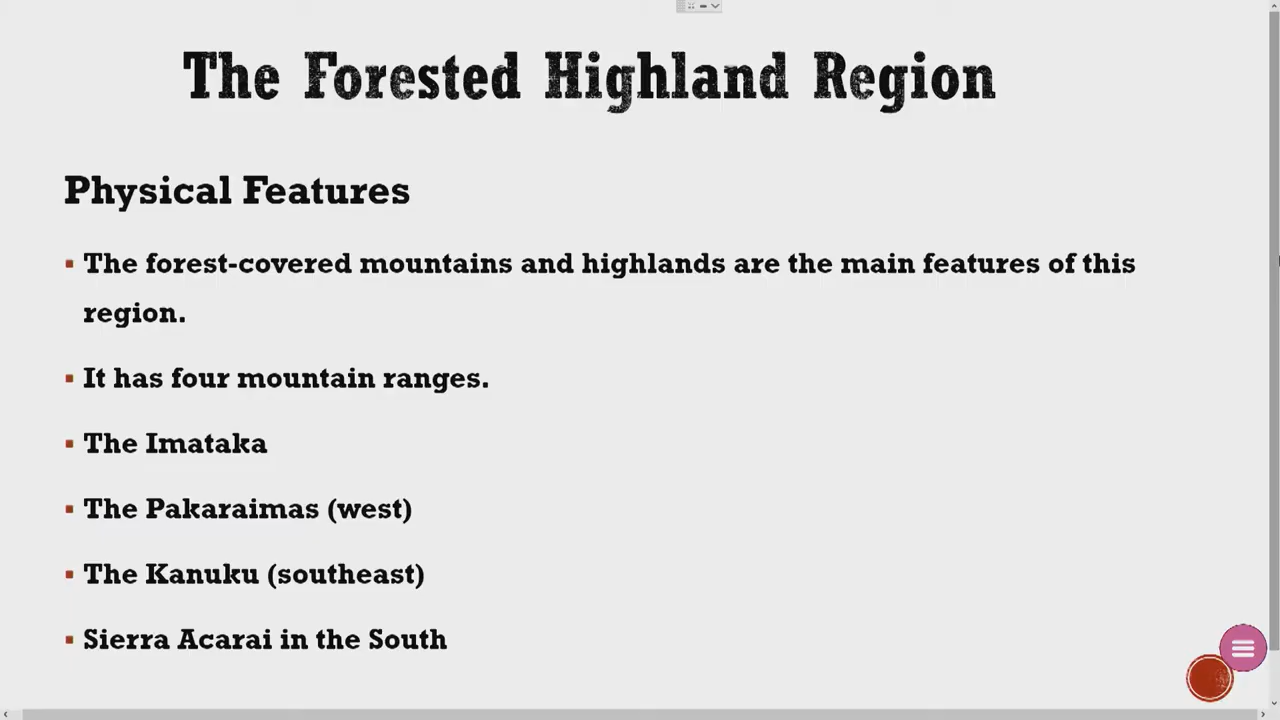 The Forested Highland Region
Physical Features
The forest-covered mountains and highlands are the main features of this
region.
It has four mountain ranges.
The Imataka
The Pakaraimas (west)
The Kanuku (southeast)
Sierra Acarai in the South